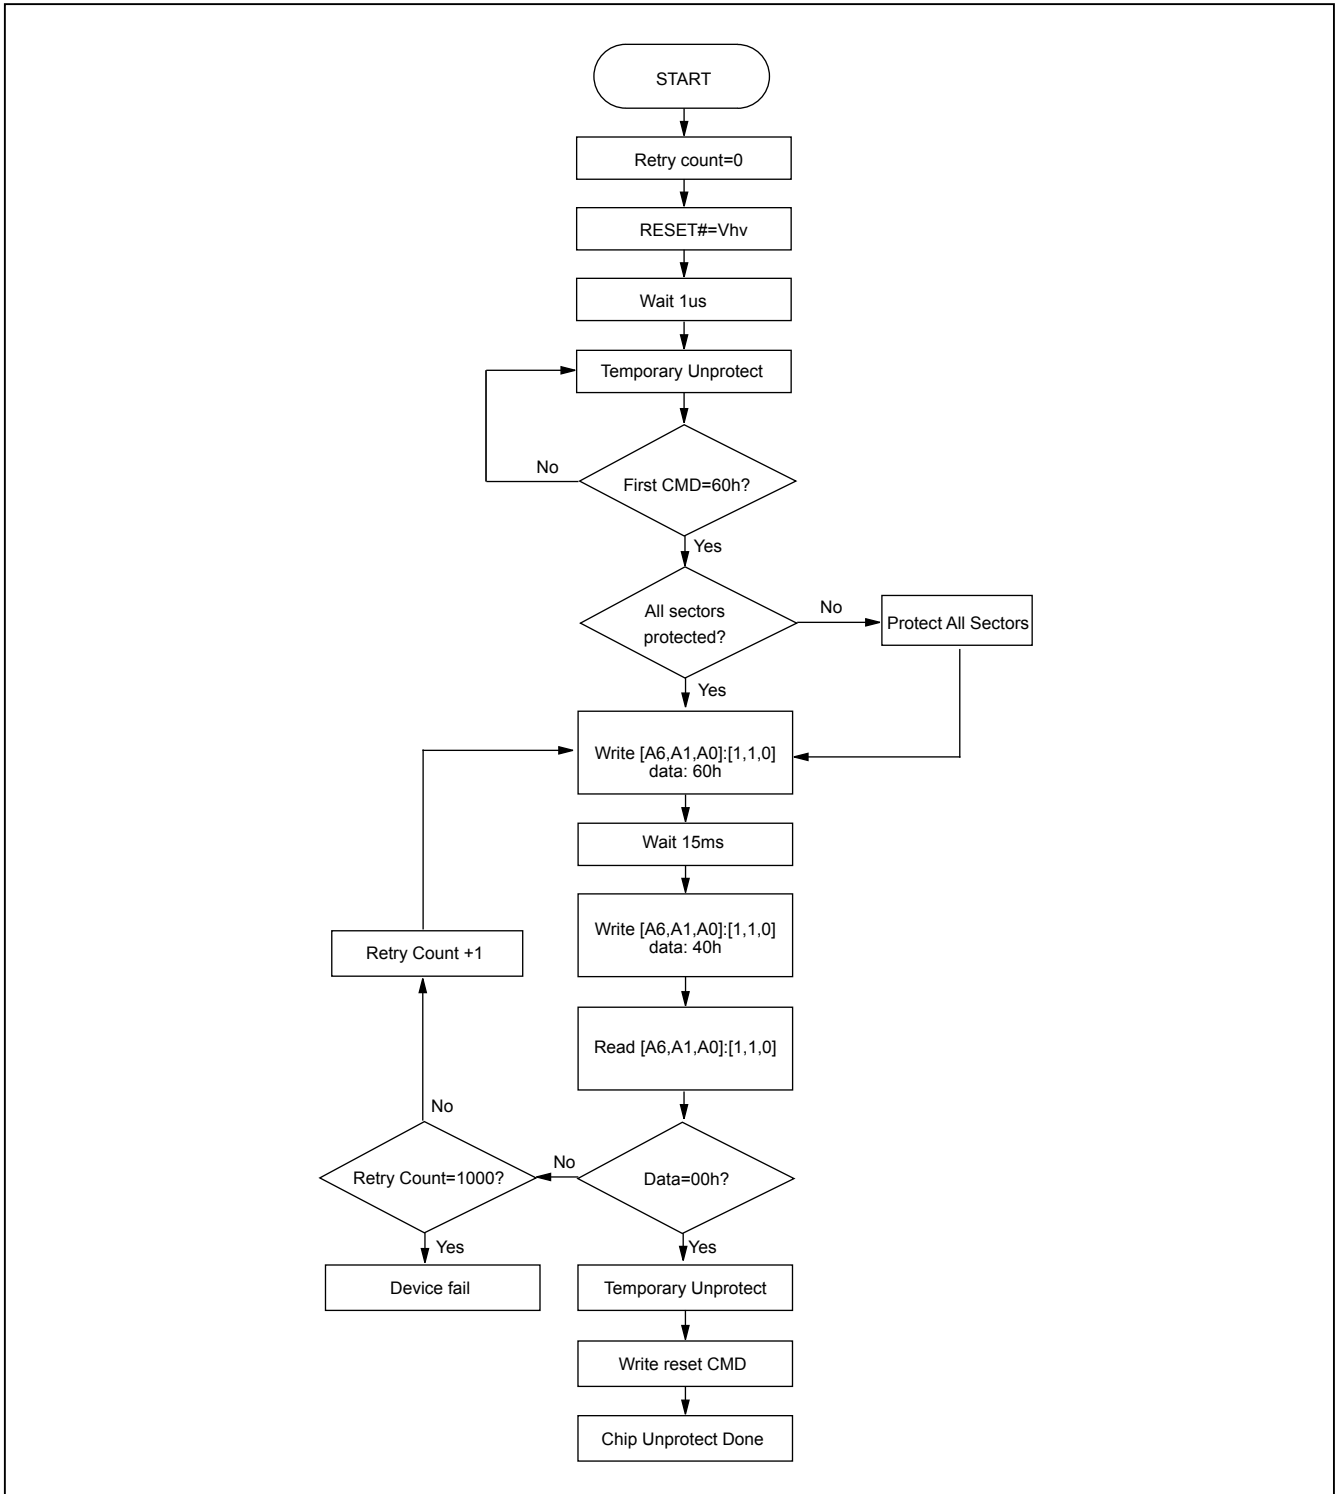 START
Retry count=0
RESET#=Vhv
Wait 1us
Temporary Unprotect
No
First CMD=60h?
Yes
All sectors
protected?
No
Protect All Sectors
Yes
Write [A6,A1,A0]:[1,1,0]
data: 60h
Wait 15ms
Write [A6,A1,A0]:[1,1,0]
data: 40h
Retry Count +1
Read [A6,A1,A0]:[1,1,0]
No
Retry Count=1000?
No
Data=00h?
Yes
Yes
Device fail
Temporary Unprotect
Write reset CMD
Chip Unprotect Done